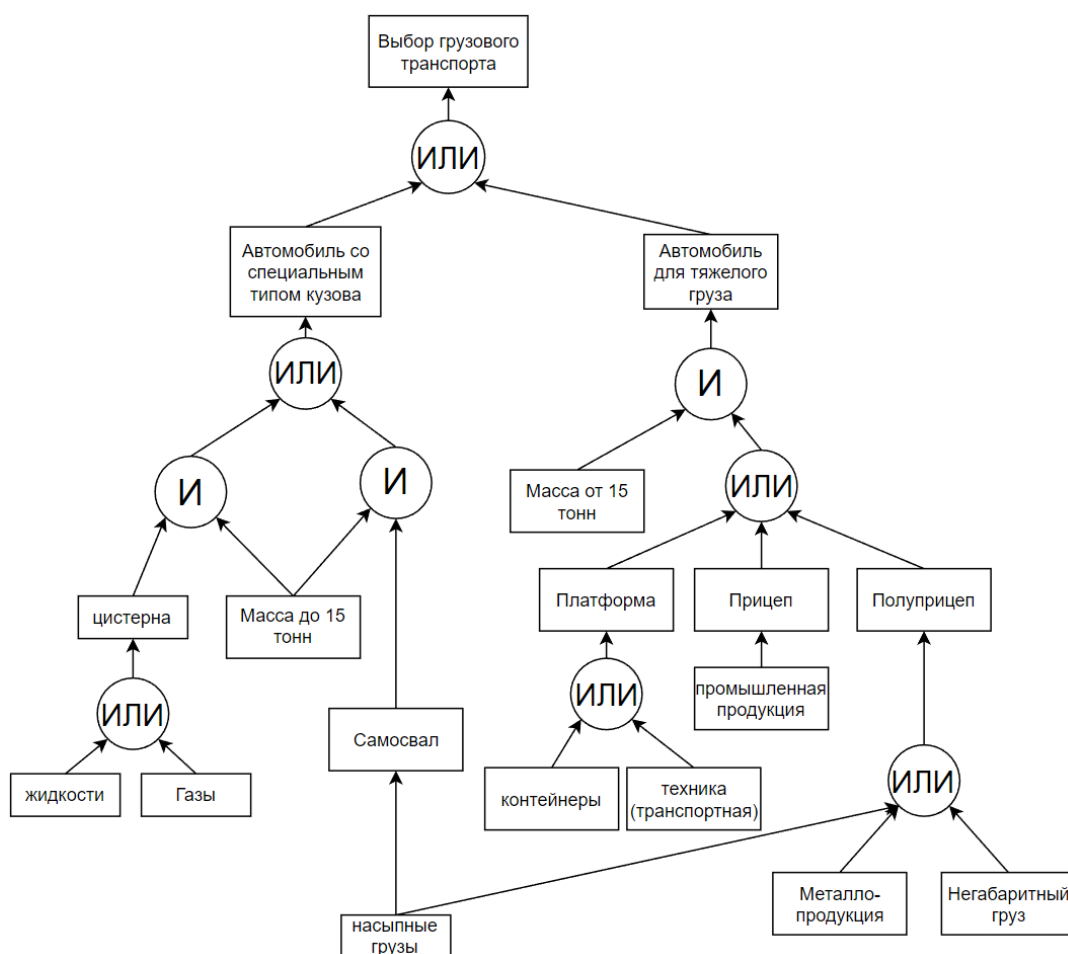 Выбор грузового
транспорта
ИЛИ
Автомобиль со
специальным
типом кузова
Автомобиль
для тяжелого
груза
ИЛИ
И
И
И
Масса от 15
тонн
ИЛИ
цистерна
Масса до 15
тонн
Платформа
Прицеп
Полуприцеп
ИЛИ
ИЛИ
промышленная
продукция
Самосвал
ИЛИ
жидкости
Газы
контейнеры
техника
(транспортная)
Металло-
продукция
Негабаритный
груз
насыпные
грузы